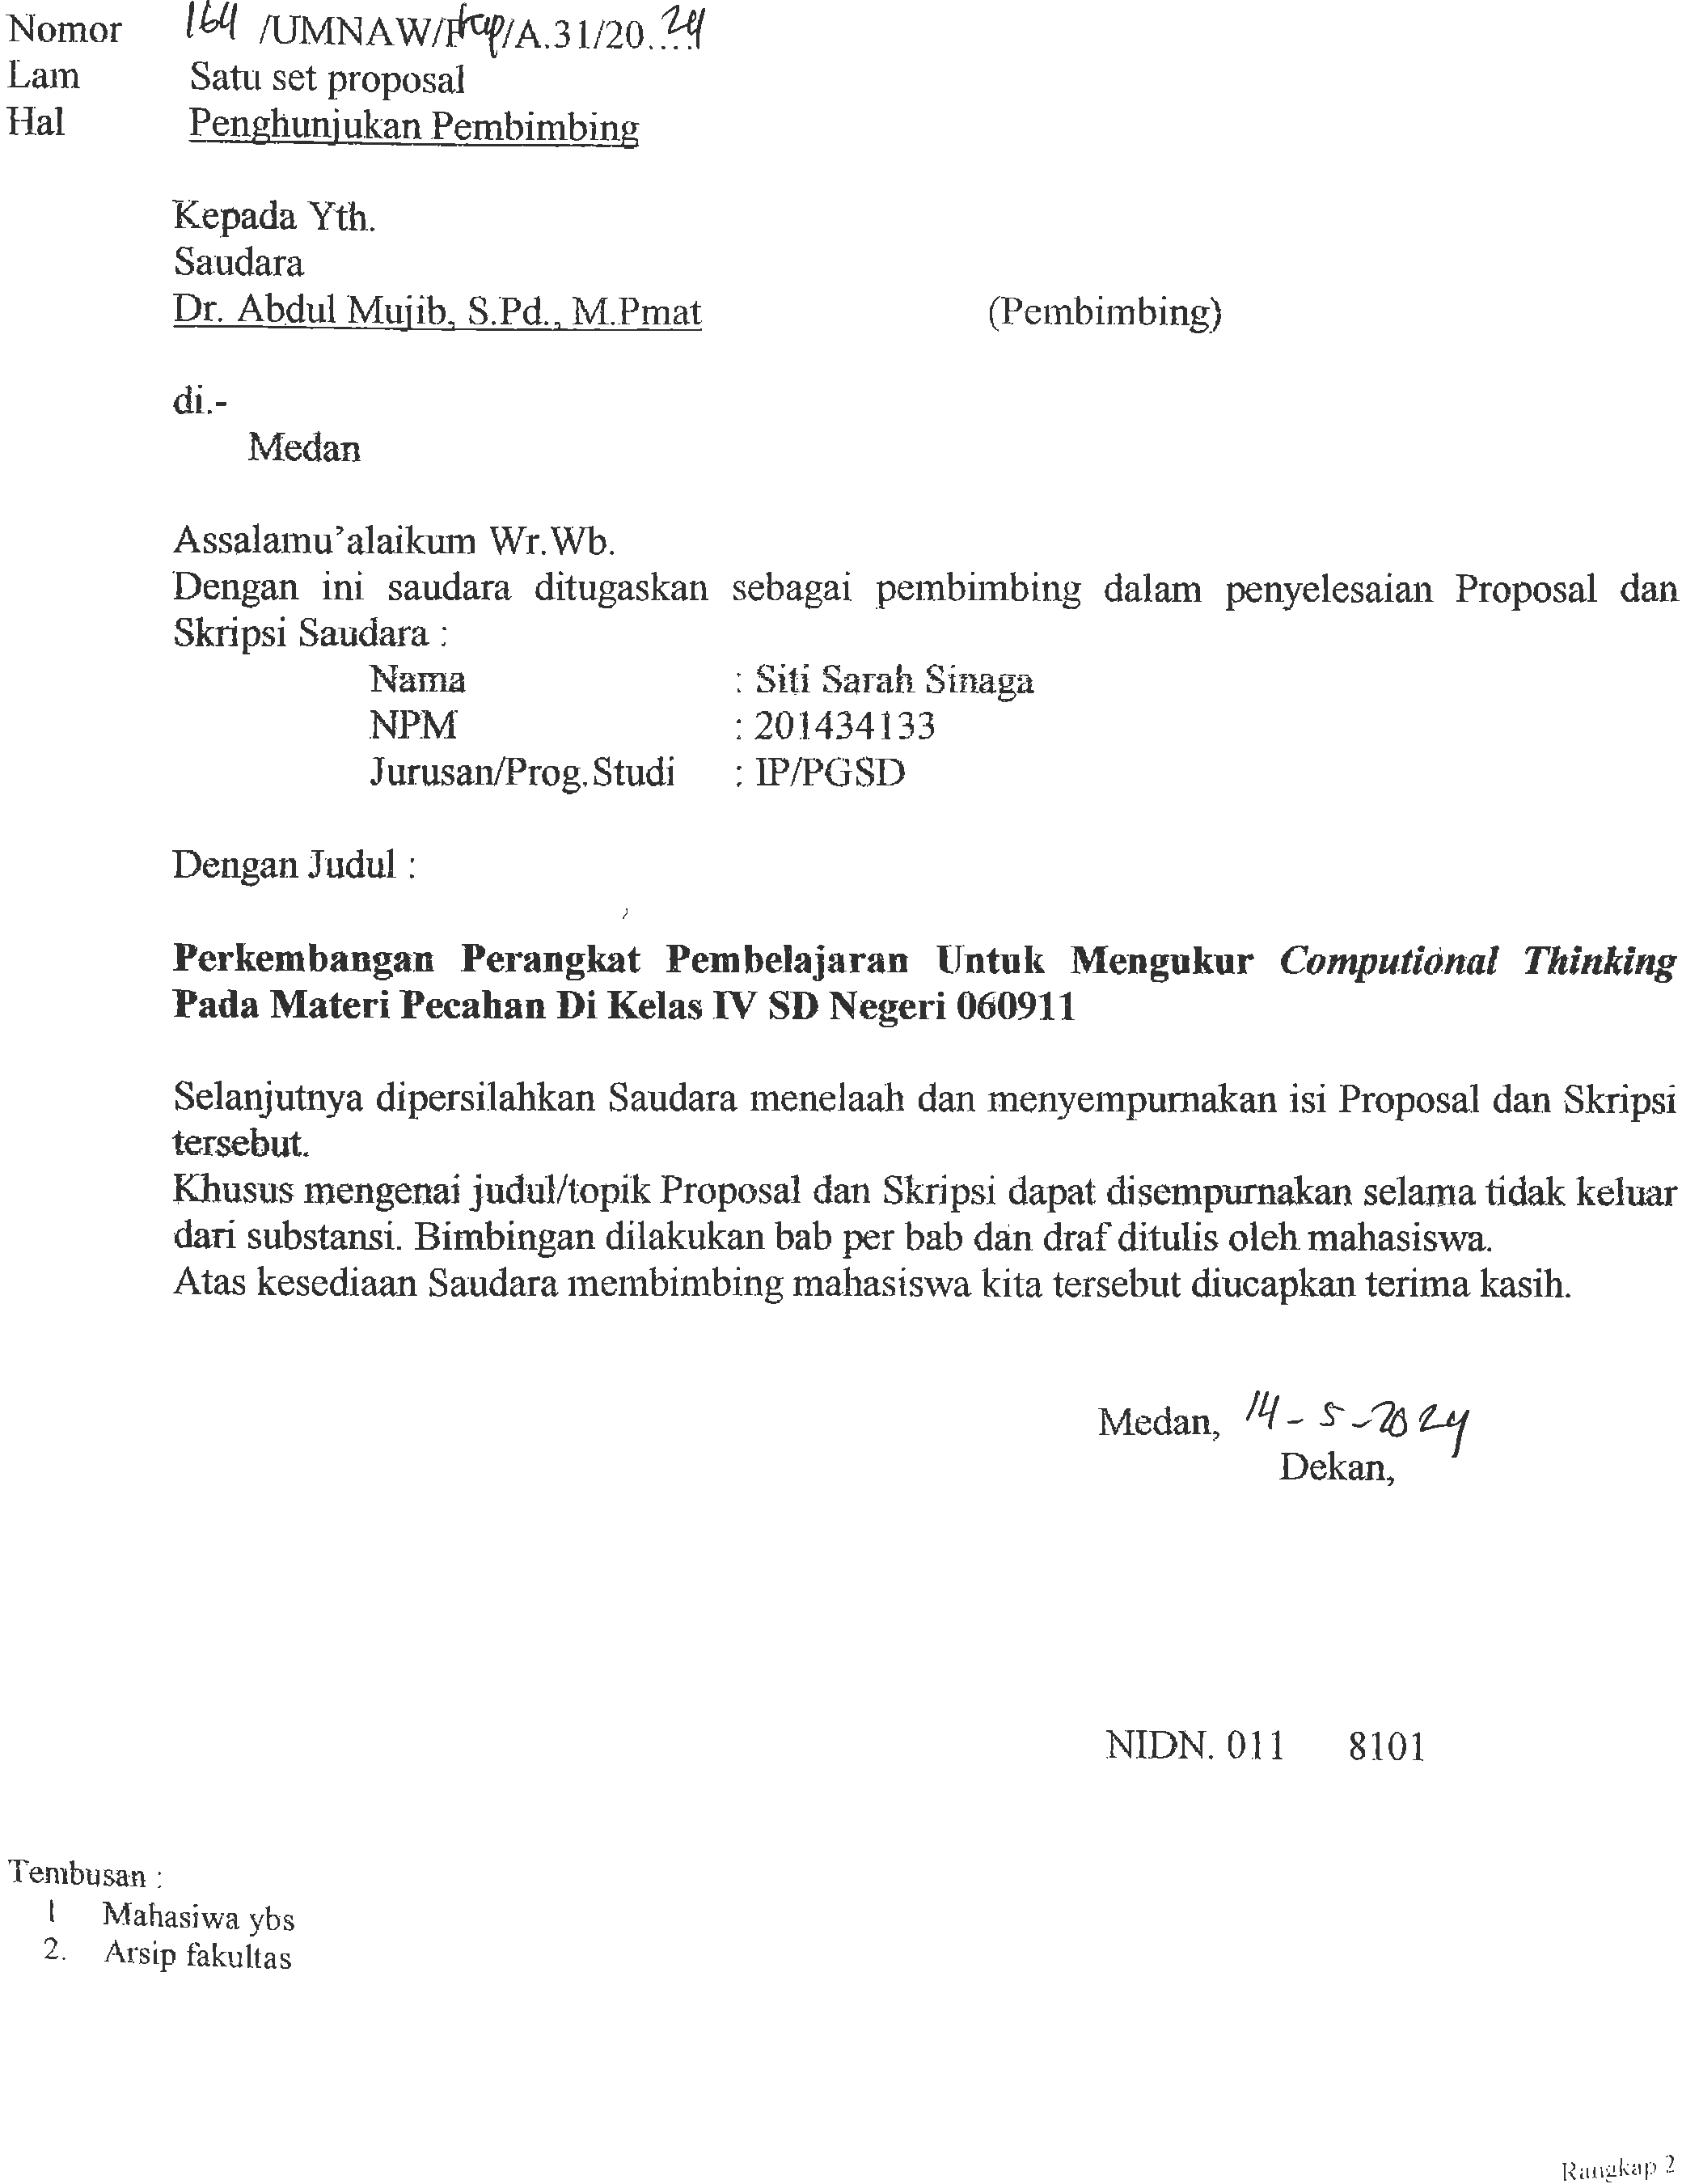 Nomor 164 /UMNAW/Fkip/A.31/20....24
Lam Satu set proposal
Hal Penghunjukan Pembimbing
Kepada Yth.
Saudara
Dr. Abdul Mujib, S.Pd., M.Pmat (Pembimbing)
di.-
Medan
Assalamu’alaikum Wr.Wb.
Dengan ini saudara ditugaskan sebagai pembimbing dalam penyelesaian Proposal dan
Skripsi Saudara :
Nama : Siti Sarah Sinaga
NPM : 201434133
Jurusan/Prog.Studi : IP/PGSD
Dengan Judul :
Perkembangan Perangkat Pembelajaran Untuk Mengukur Computional Thinking
Pada Materi Pecahan Di Kelas IV SD Negeri 060911
Selanjutnya dipersilahkan Saudara menelaah dan menyempurnakan isi Proposal dan Skripsi
tersebut.
Khusus mengenai judul/topik Proposal dan Skripsi dapat disempurnakan selama tidak keluar
dari substansi. Bimbingan dilakukan bab per bab dan draf ditulis oleh mahasiswa.
Atas kesediaan Saudara membimbing mahasiswa kita tersebut diucapkan terima kasih.
Medan, 14 - 5 - 2024
Dekan,
NIDN. 011 8101
Tembusan :
1 Mahasiwa ybs
2. Arsip fakultas
Rangkap 2